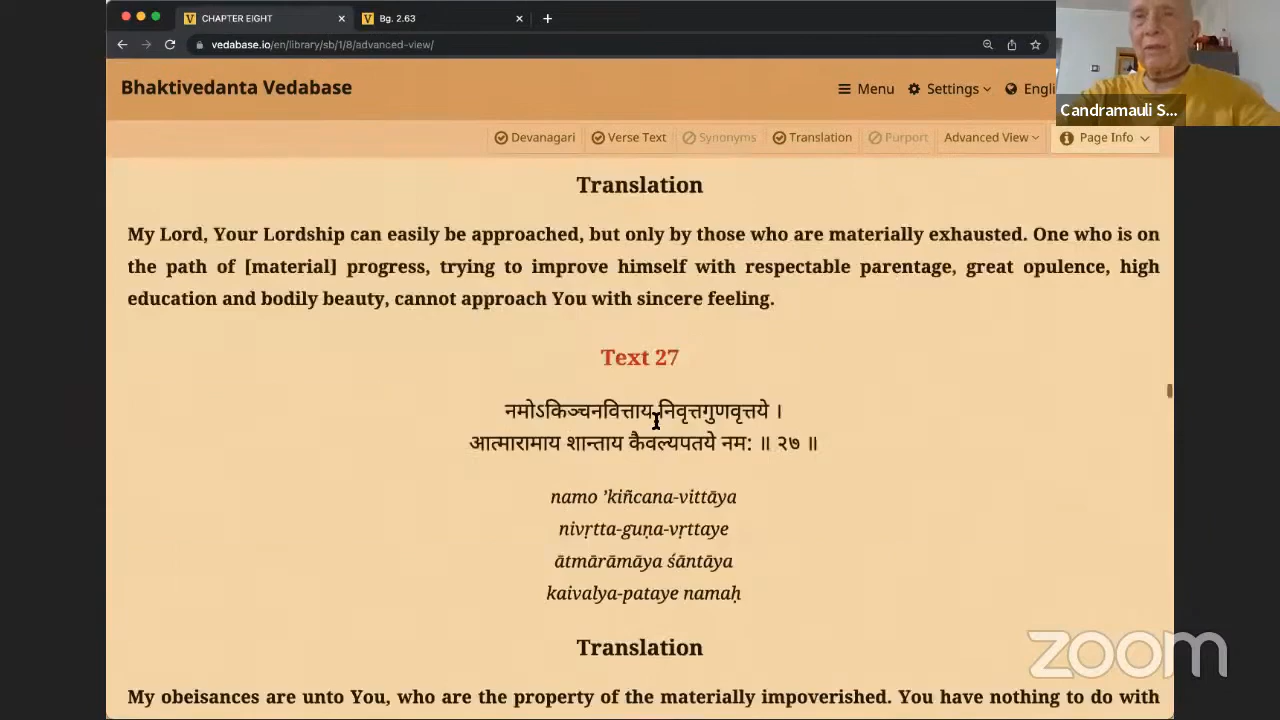 CHAPTER EIGHT
Bg. 2.63
vedabase.io/en/library/sb/1/8/advanced-view/
Bhaktivedanta Vedabase
Menu Settings Engli
Candramauli S...
Devanagari Verse Text Synonyms Translation Purport Advanced View Page Info
Translation
My Lord, Your Lordship can easily be approached, but only by those who are materially exhausted. One who is on
the path of [material] progress, trying to improve himself with respectable parentage, great opulence, high
education and bodily beauty, cannot approach You with sincere feeling.
Text 27
नमोऽकिञ्चनवित्ताय निवृत्तगुणवृत्तये ।
आत्मारामाय शान्ताय कैवल्यपतये नम: ॥ २७ ॥
namo ’kiñcana-vittāya
nivṛtta-guṇa-vṛttaye
ātmārāmāya śāntāya
kaivalya-pataye namaḥ
Translation
My obeisances are unto You, who are the property of the materially impoverished. You have nothing to do with
zoom